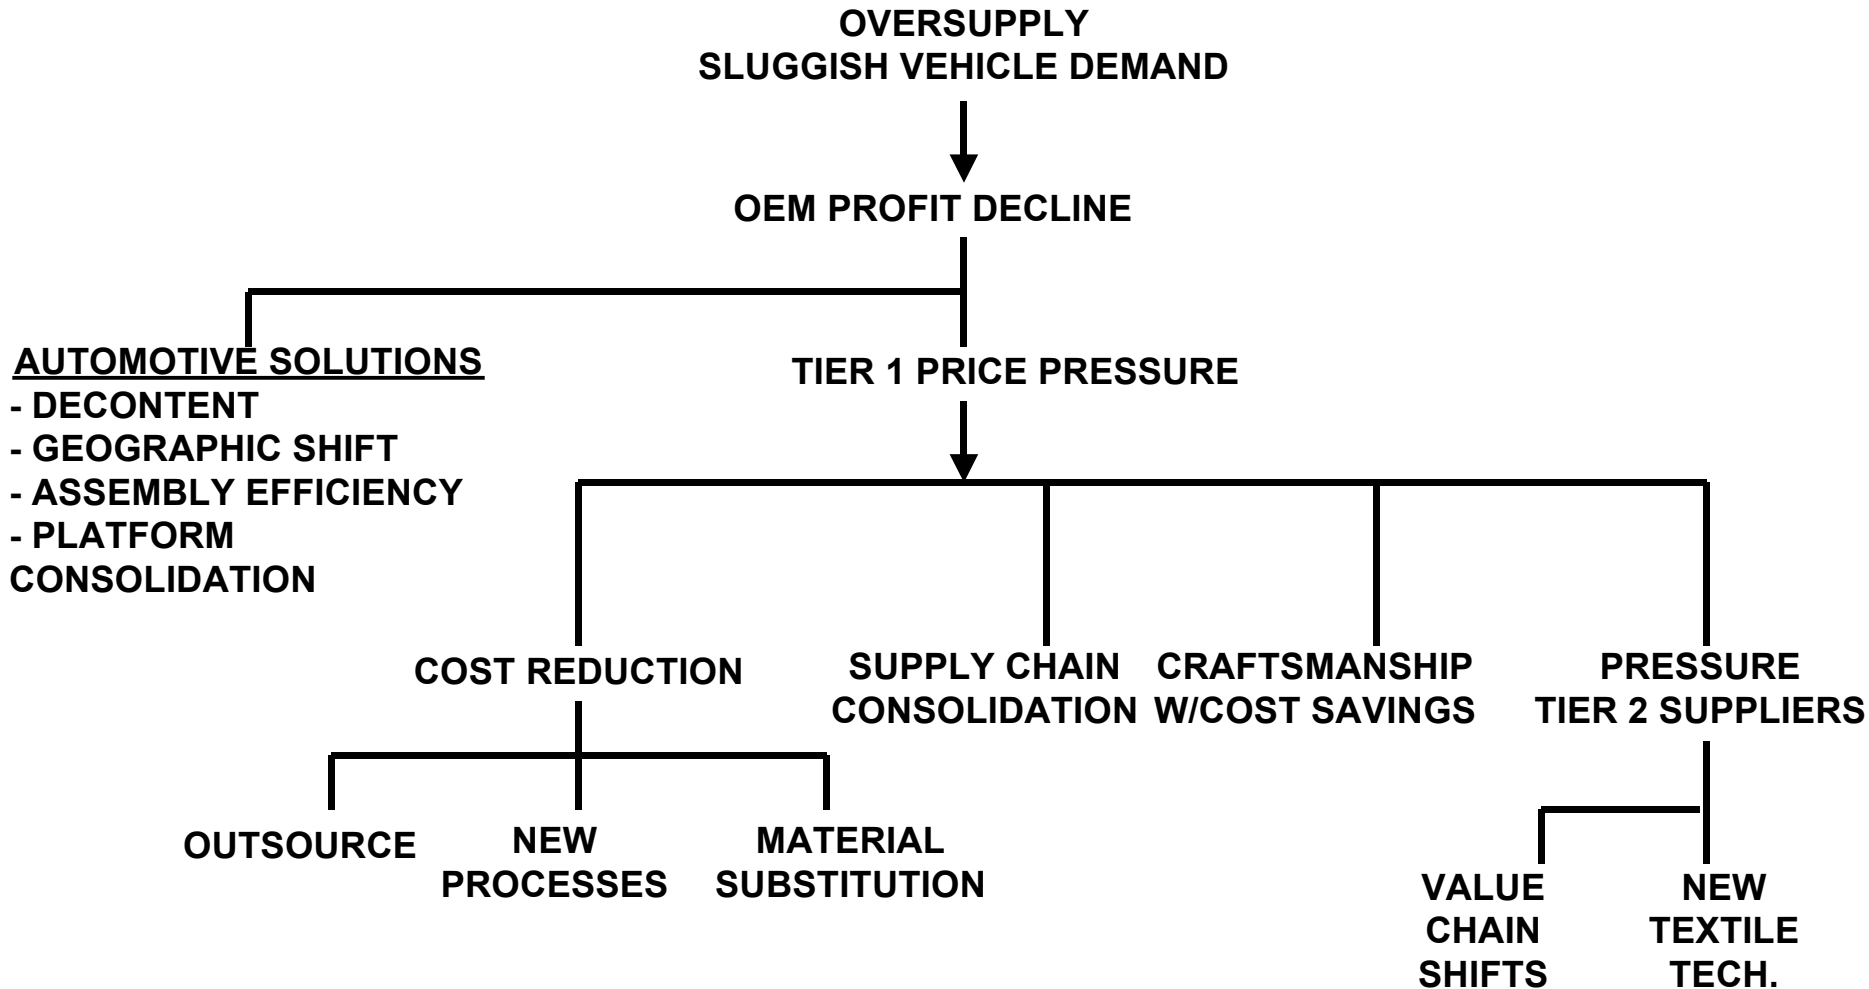 OVERSUPPLY
SLUGGISH VEHICLE DEMAND
OEM PROFIT DECLINE
AUTOMOTIVE SOLUTIONS
- DECONTENT
- GEOGRAPHIC SHIFT
- ASSEMBLY EFFICIENCY
- PLATFORM
CONSOLIDATION
TIER 1 PRICE PRESSURE
COST REDUCTION
SUPPLY CHAIN
CONSOLIDATION
CRAFTSMANSHIP
W/COST SAVINGS
PRESSURE
TIER 2 SUPPLIERS
OUTSOURCE
NEW
PROCESSES
MATERIAL
SUBSTITUTION
VALUE
CHAIN
SHIFTS
NEW
TEXTILE
TECH.